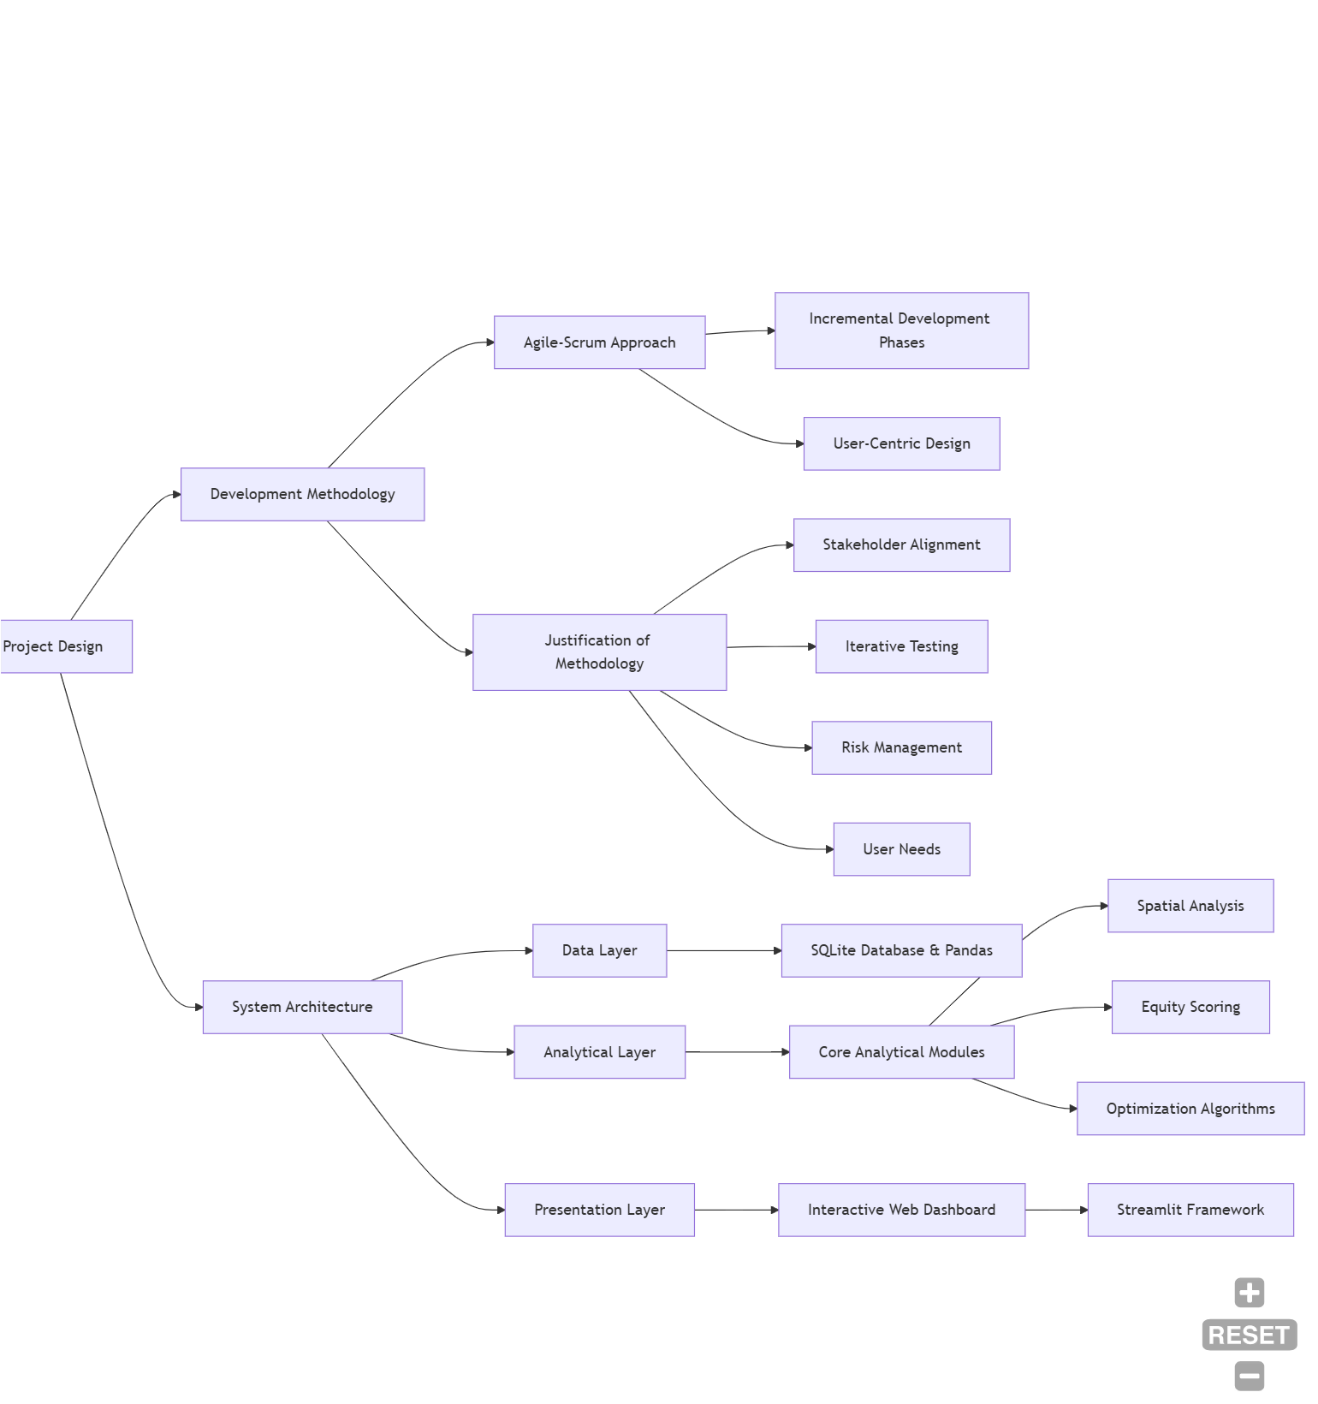 Incremental Development
Phases
Agile-Scrum Approach
User-Centric Design
Development Methodology
Stakeholder Alignment
Justification of
Methodology
Iterative Testing
Project Design
Risk Management
User Needs
Spatial Analysis
Data Layer
SQLite Database & Pandas
System Architecture
Equity Scoring
Analytical Layer
Core Analytical Modules
Optimization Algorithms
Presentation Layer
Interactive Web Dashboard
Streamlit Framework
RESET